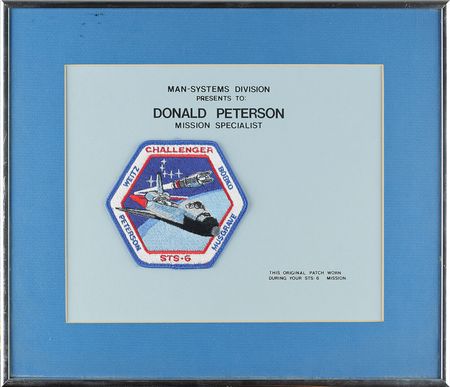 MAN-SYSTEMS DIVISION
PRESENTS TO:
DONALD PETERSON
MISSION SPECIALIST
CHALLENGER
WEITZ
BOBKO
PETERSON
MUSGRAVE
STS-6
THIS ORIGINAL PATCH WORN
DURING YOUR STS 6 MISSION